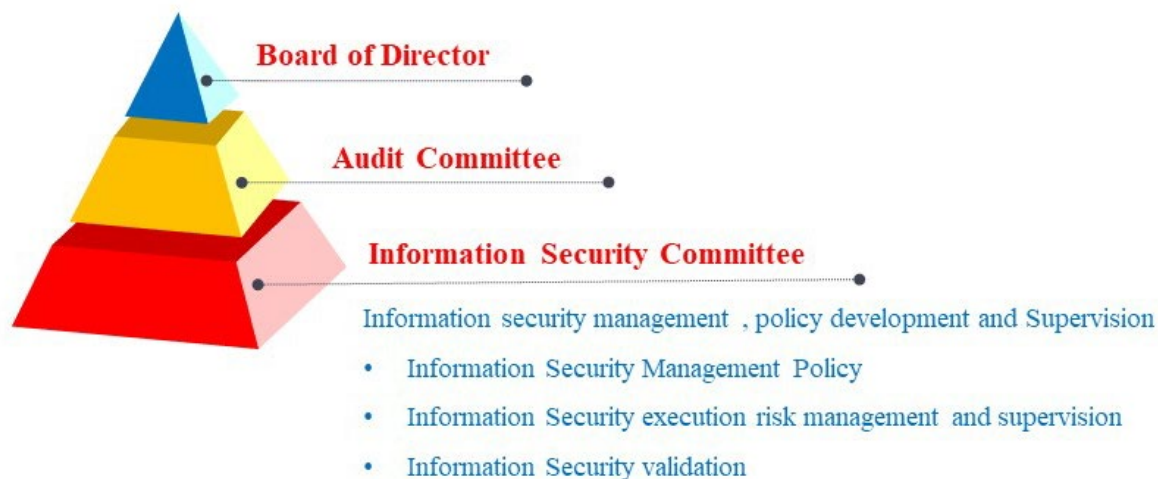 Board of Director
Audit Committee
Information Security Committee
Information security management , policy development and Supervision
• Information Security Management Policy
• Information Security execution risk management and supervision
• Information Security validation